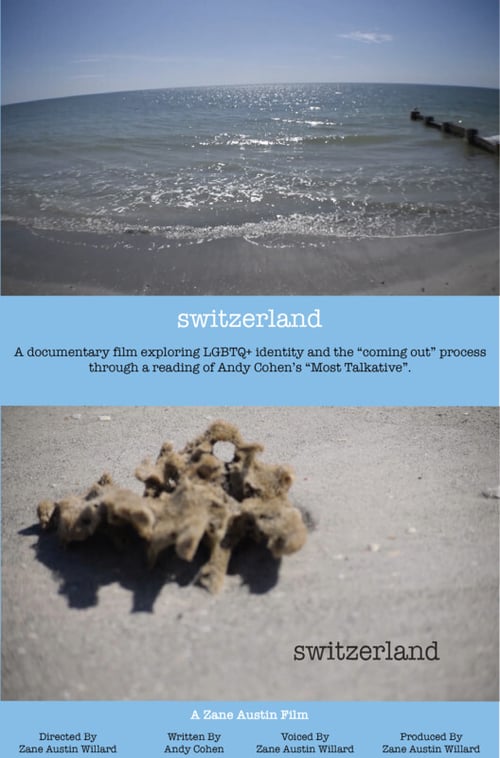 switzerland
A documentary film exploring LGBTQ+ identity and the “coming out” process
through a reading of Andy Cohen’s “Most Talkative”.
switzerland
A Zane Austin Film
Directed By
Zane Austin Willard
Written By
Andy Cohen
Voiced By
Zane Austin Willard
Produced By
Zane Austin Willard